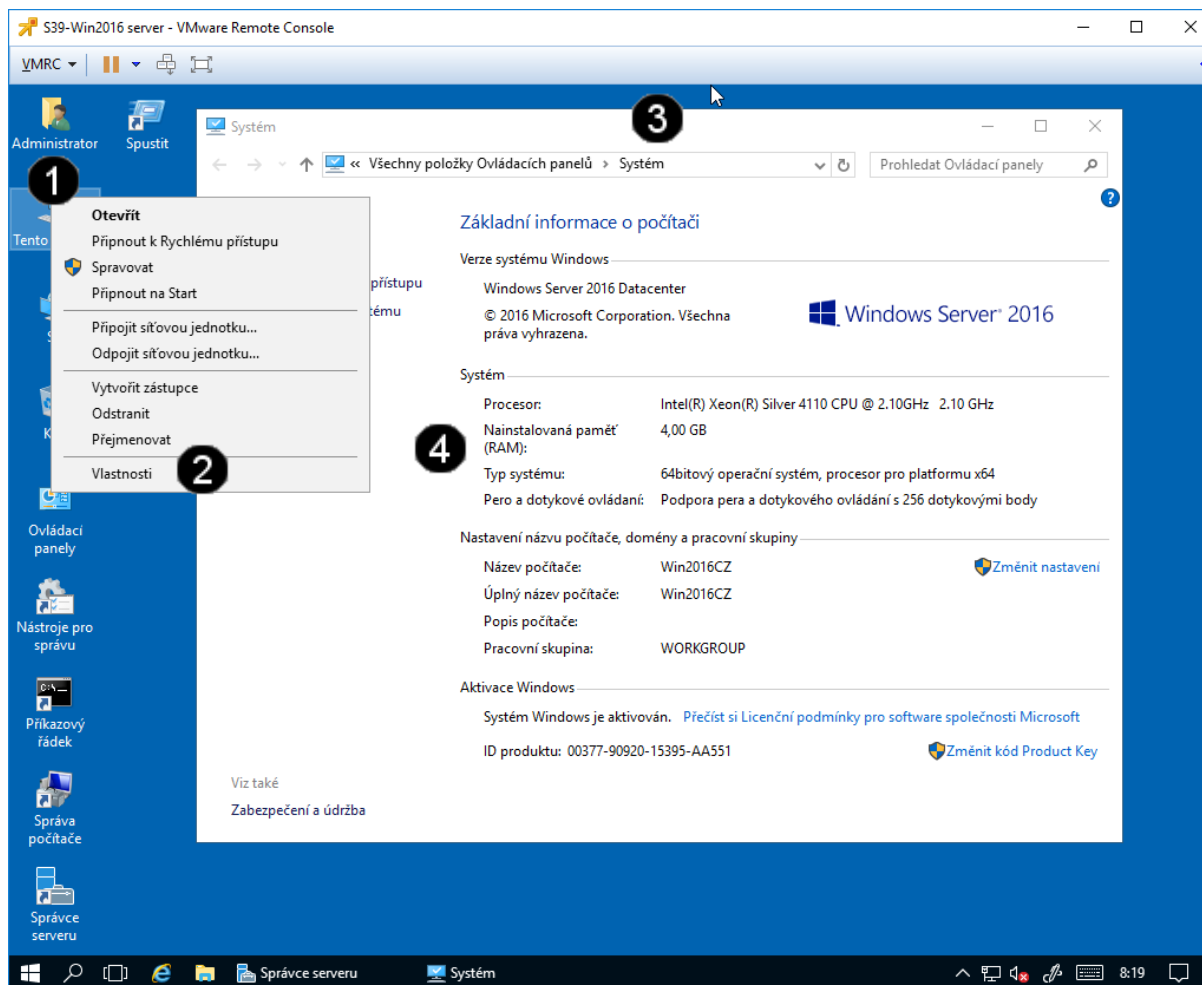 S39-Win2016 server - VMware Remote Console
VMRC
Administrator
Spustit
1
Tento
Otevřít
Připnout k Rychlému přístupu
Spravovat
Připnout na Start
Připojit síťovou jednotku...
Odpojit síťovou jednotku...
Vytvořit zástupce
Odstranit
Přejmenovat
Vlastnosti
2
Ovládací
panely
Nástroje pro
správu
Příkazový
řádek
Správa
počítače
Správce
serveru
3
Systém
« Všechny položky Ovládacích panelů › Systém
Prohledat Ovládací panely
přístupu
tému
Základní informace o počítači
Verze systému Windows
Windows Server 2016 Datacenter
© 2016 Microsoft Corporation. Všechna
práva vyhrazena.
Windows Server® 2016
Systém
4
Procesor: Intel(R) Xeon(R) Silver 4110 CPU @ 2.10GHz 2.10 GHz
Nainstalovaná paměť 4,00 GB
(RAM):
Typ systému: 64bitový operační systém, procesor pro platformu x64
Pero a dotykové ovládaní: Podpora pera a dotykového ovládání s 256 dotykovými body
Nastavení názvu počítače, domény a pracovní skupiny
Název počítače: Win2016CZ Změnit nastavení
Úplný název počítače: Win2016CZ
Popis počítače:
Pracovní skupina: WORKGROUP
Aktivace Windows
Systém Windows je aktivován. Přečíst si Licenční podmínky pro software společnosti Microsoft
ID produktu: 00377-90920-15395-AA551 Změnit kód Product Key
Viz také
Zabezpečení a údržba
Správce serveru
Systém
8:19